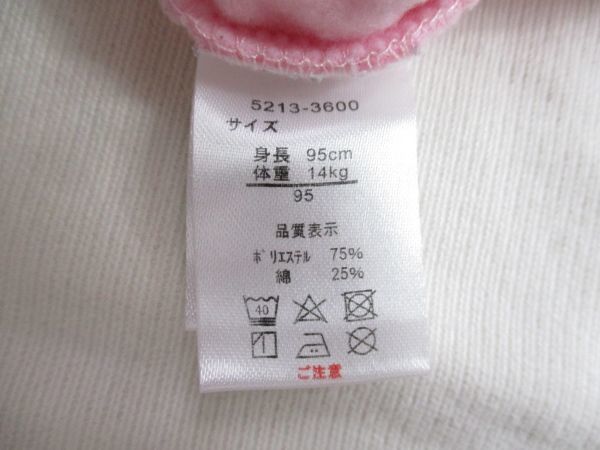 5213-3600
サイズ
身長 95cm
体重 14kg
95
品質表示
ポリエステル 75%
綿 25%
40
ご注意